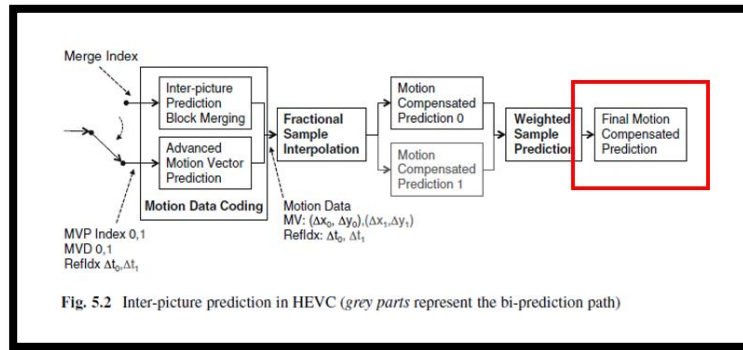 Merge Index
Inter-picture
Prediction
Block Merging
Advanced
Motion Vector
Prediction
Motion Data Coding
MVP Index 0,1
MVD 0,1
RefIdx Δt₀,Δt₁
Fractional
Sample
Interpolation
Motion Data
MV: (Δx₀, Δy₀),(Δx₁,Δy₁)
RefIdx: Δt₀, Δt₁
Motion
Compensated
Prediction 0
Motion
Compensated
Prediction 1
Weighted
Sample
Prediction
Final Motion
Compensated
Prediction
Fig. 5.2 Inter-picture prediction in HEVC (grey parts represent the bi-prediction path)